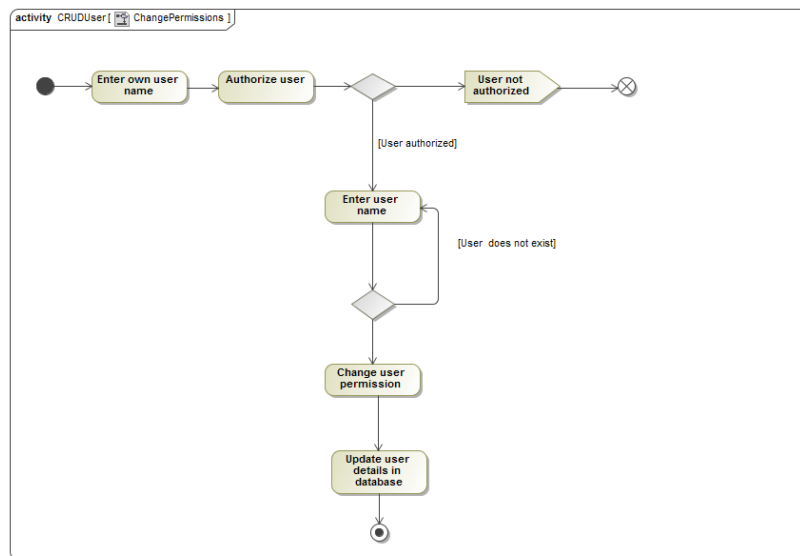 activity CRUDUser [ ChangePermissions ]
Enter own user
name
Authorize user
User not
authorized
[User authorized]
Enter user
name
[User  does not exist]
Change user
permission
Update user
details in
database